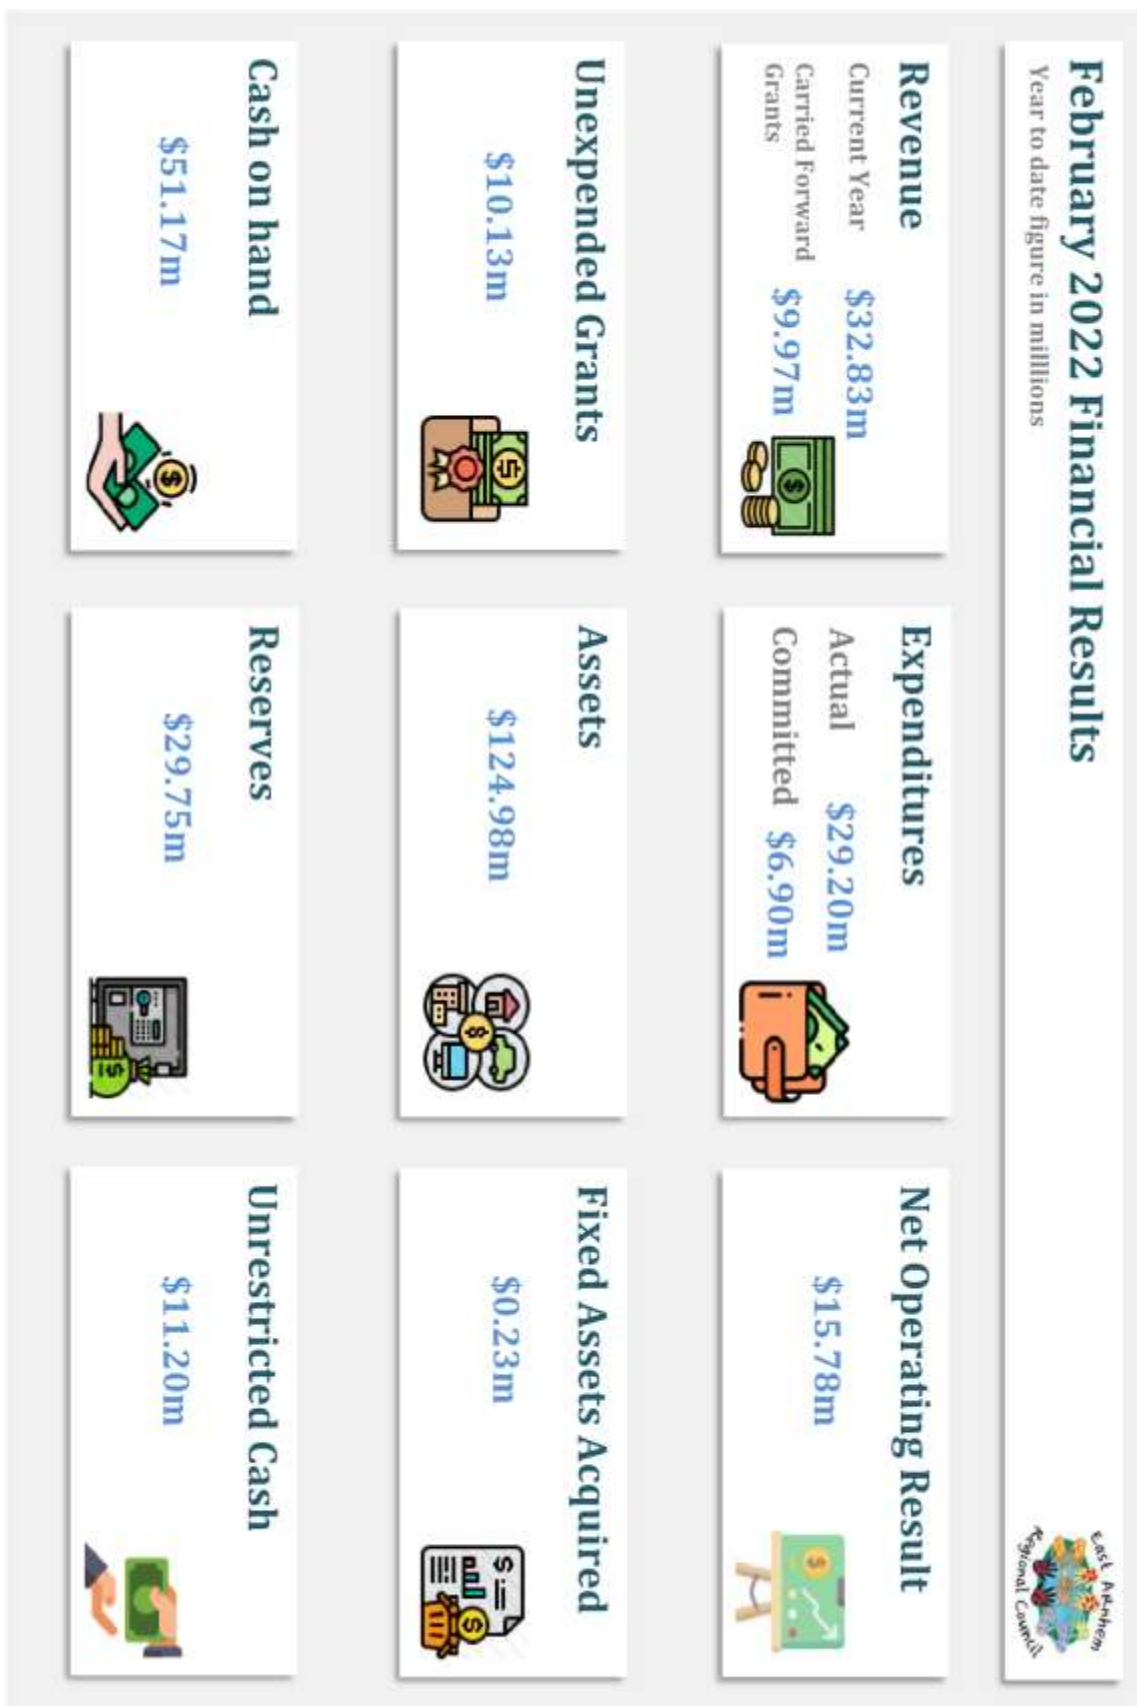 February 2022 Financial Results
Year to date figure in milllions
East Arnhem
Regional Council
Revenue
Current Year $32.83m
Carried Forward
Grants
$9.97m
Expenditures
Actual $29.20m
Committed $6.90m
Net Operating Result
$15.78m
Unexpended Grants
$10.13m
Assets
$124.98m
Fixed Assets Acquired
$0.23m
Cash on hand
$51.17m
Reserves
$29.75m
Unrestricted Cash
$11.20m